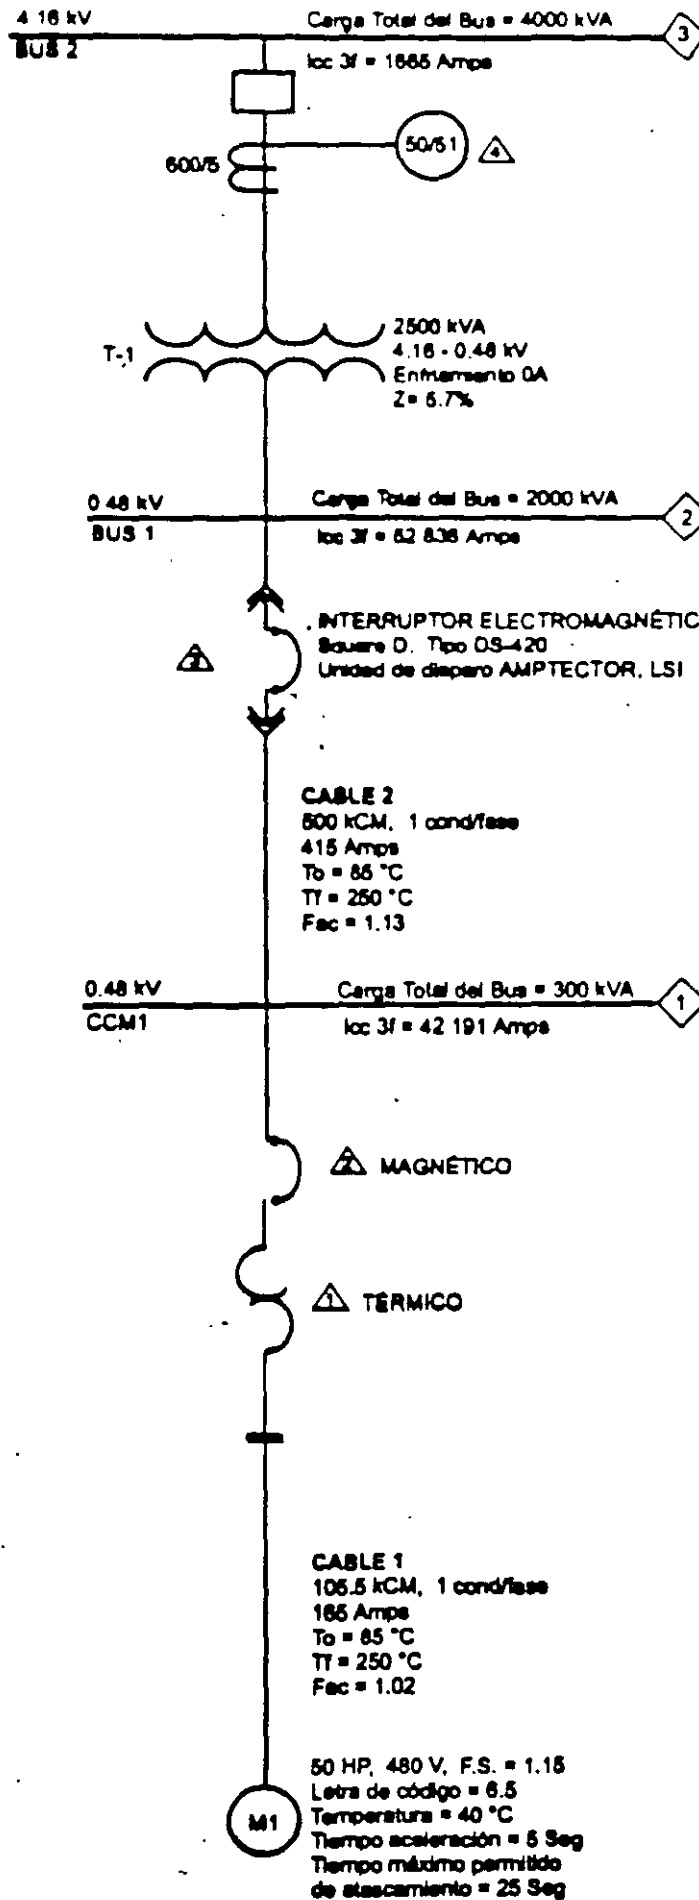 4.16 kV
Carga Total del Bus = 4000 kVA
3
BUS 2
Icc 3f = 1665 Amps
600/5
50/51
4
T-1
2500 kVA
4.16 - 0.48 kV
Enfriamiento OA
Z= 5.7%
0.48 kV
Carga Total del Bus = 2000 kVA
2
BUS 1
Icc 3f = 52 836 Amps
INTERRUPTOR ELECTROMAGNÉTIC
Square D, Tipo DS-420
3
Unidad de disparo AMPTECTOR, LSI
CABLE 2
500 kCM, 1 cond/fase
415 Amps
To = 85 °C
Tf = 250 °C
Fac = 1.13
0.48 kV
Carga Total del Bus = 300 kVA
1
CCM1
Icc 3f = 42 191 Amps
2 MAGNÉTICO
1 TÉRMICO
CABLE 1
105.5 kCM, 1 cond/fase
165 Amps
To = 85 °C
Tf = 250 °C
Fac = 1.02
M1
50 HP, 480 V, F.S. = 1.15
Letra de código = 6.5
Temperatura = 40 °C
Tiempo aceleración = 5 Seg
Tiempo máximo permitido
de atascamiento = 25 Seg